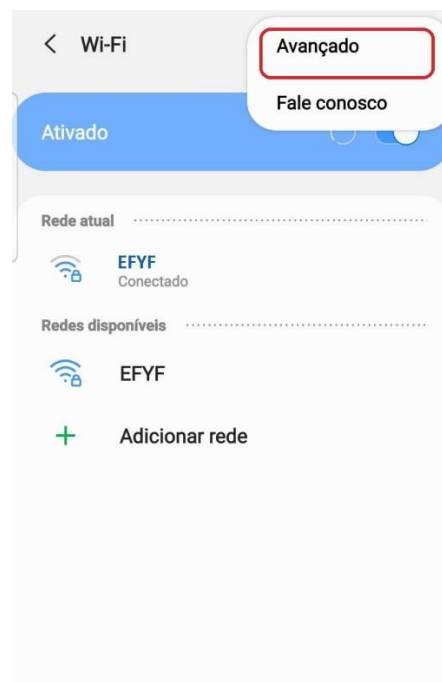 Wi-Fi
Avançado
Fale conosco
Ativado
Rede atual
EFYF
Conectado
Redes disponíveis
EFYF
Adicionar rede